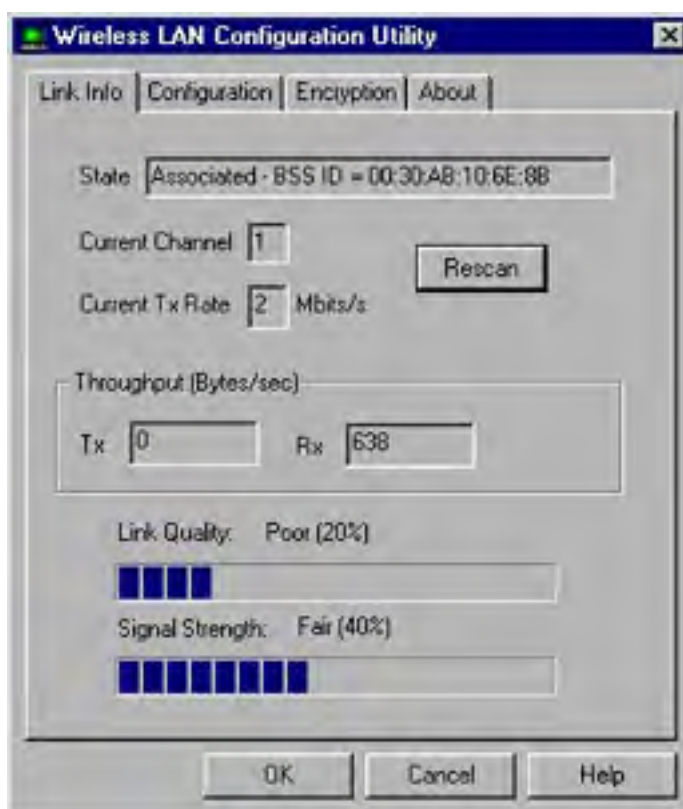 Wireless LAN Configuration Utility
Link Info Configuration Encryption About
State Associated - BSS ID = 00:30:AB:10:6E:8B
Current Channel 1
Rescan
Current Tx Rate 2 Mbits/s
Throughput (Bytes/sec)
Tx 0 Rx 638
Link Quality: Poor (20%)
Signal Strength: Fair (40%)
OK Cancel Help